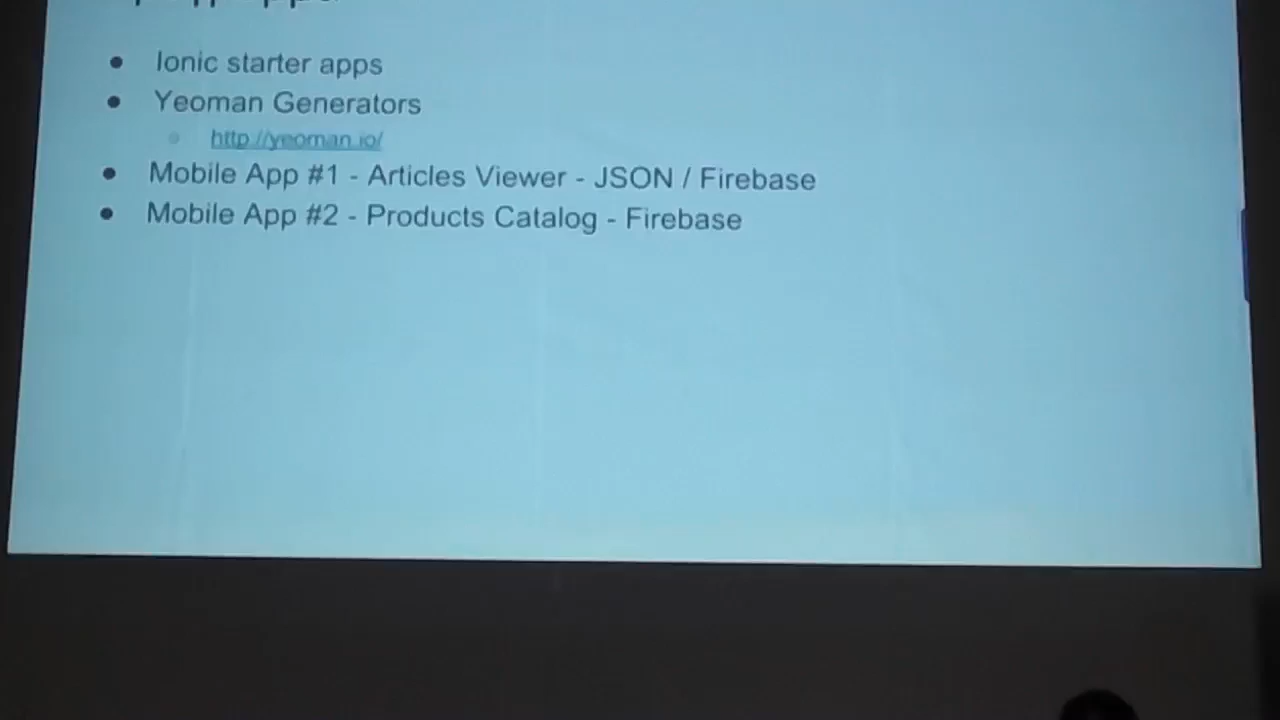 Ionic starter apps
Yeoman Generators
http://yeoman.io/
Mobile App #1 - Articles Viewer - JSON / Firebase
Mobile App #2 - Products Catalog - Firebase